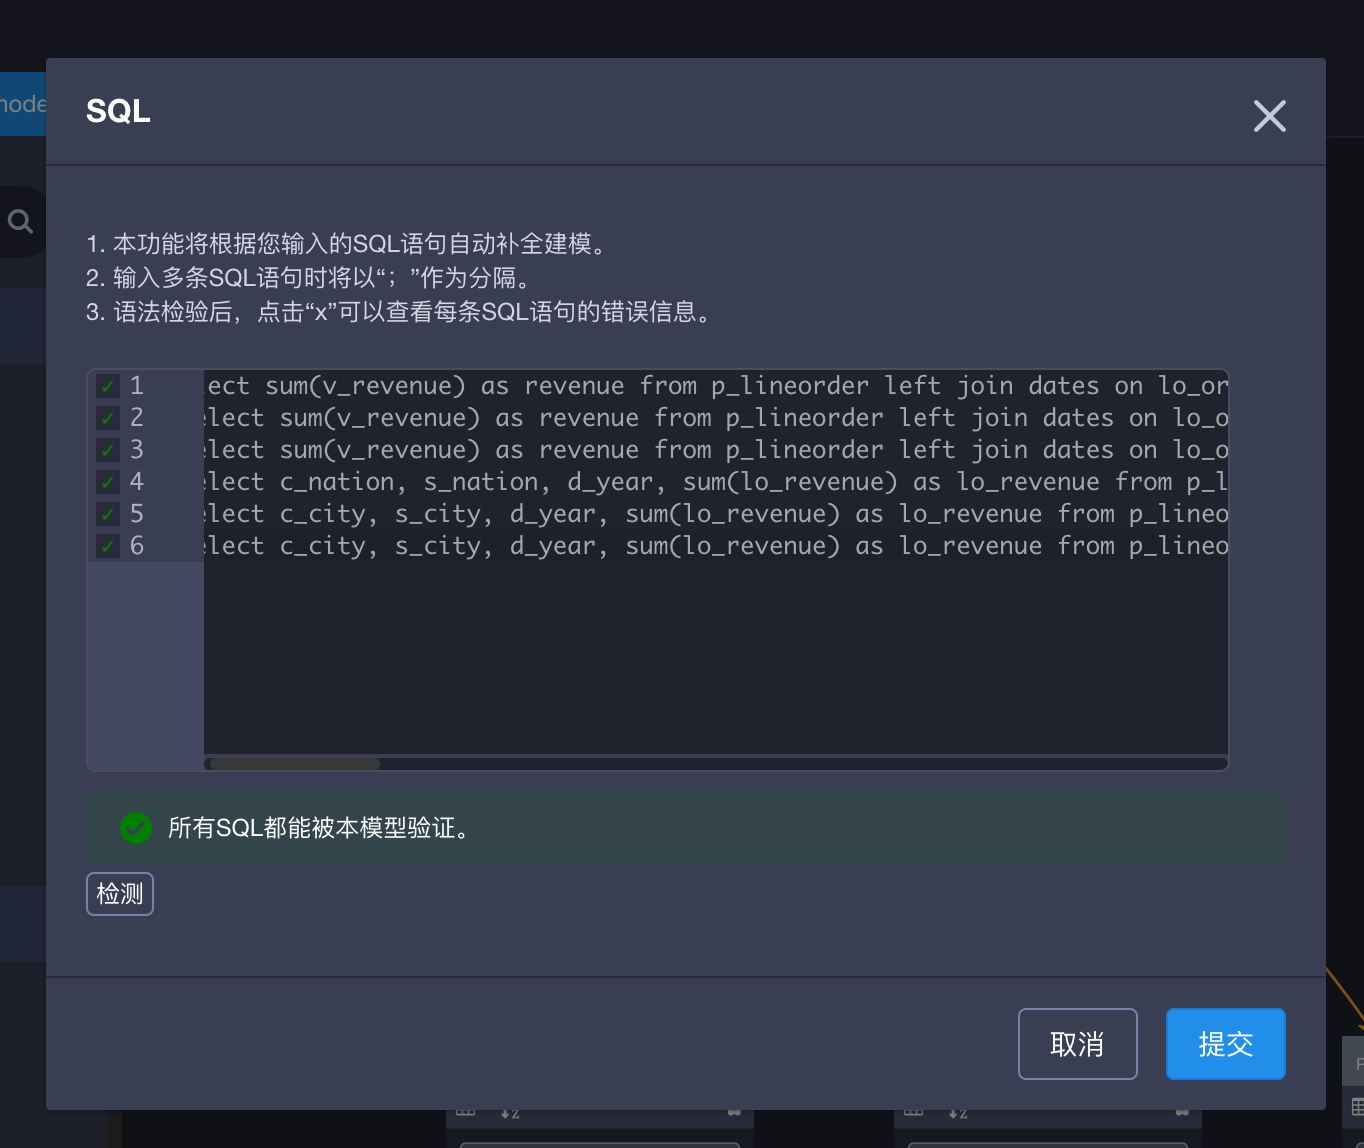 SQL
1. 本功能将根据您输入的SQL语句自动补全建模。
2. 输入多条SQL语句时将以“；”作为分隔。
3. 语法检验后，点击“x”可以查看每条SQL语句的错误信息。
1 ect sum(v_revenue) as revenue from p_lineorder left join dates on lo_or
2 elect sum(v_revenue) as revenue from p_lineorder left join dates on lo_o
3 elect sum(v_revenue) as revenue from p_lineorder left join dates on lo_o
4 elect c_nation, s_nation, d_year, sum(lo_revenue) as lo_revenue from p_l
5 elect c_city, s_city, d_year, sum(lo_revenue) as lo_revenue from p_lineo
6 elect c_city, s_city, d_year, sum(lo_revenue) as lo_revenue from p_lineo
所有SQL都能被本模型验证。
检测
取消
提交